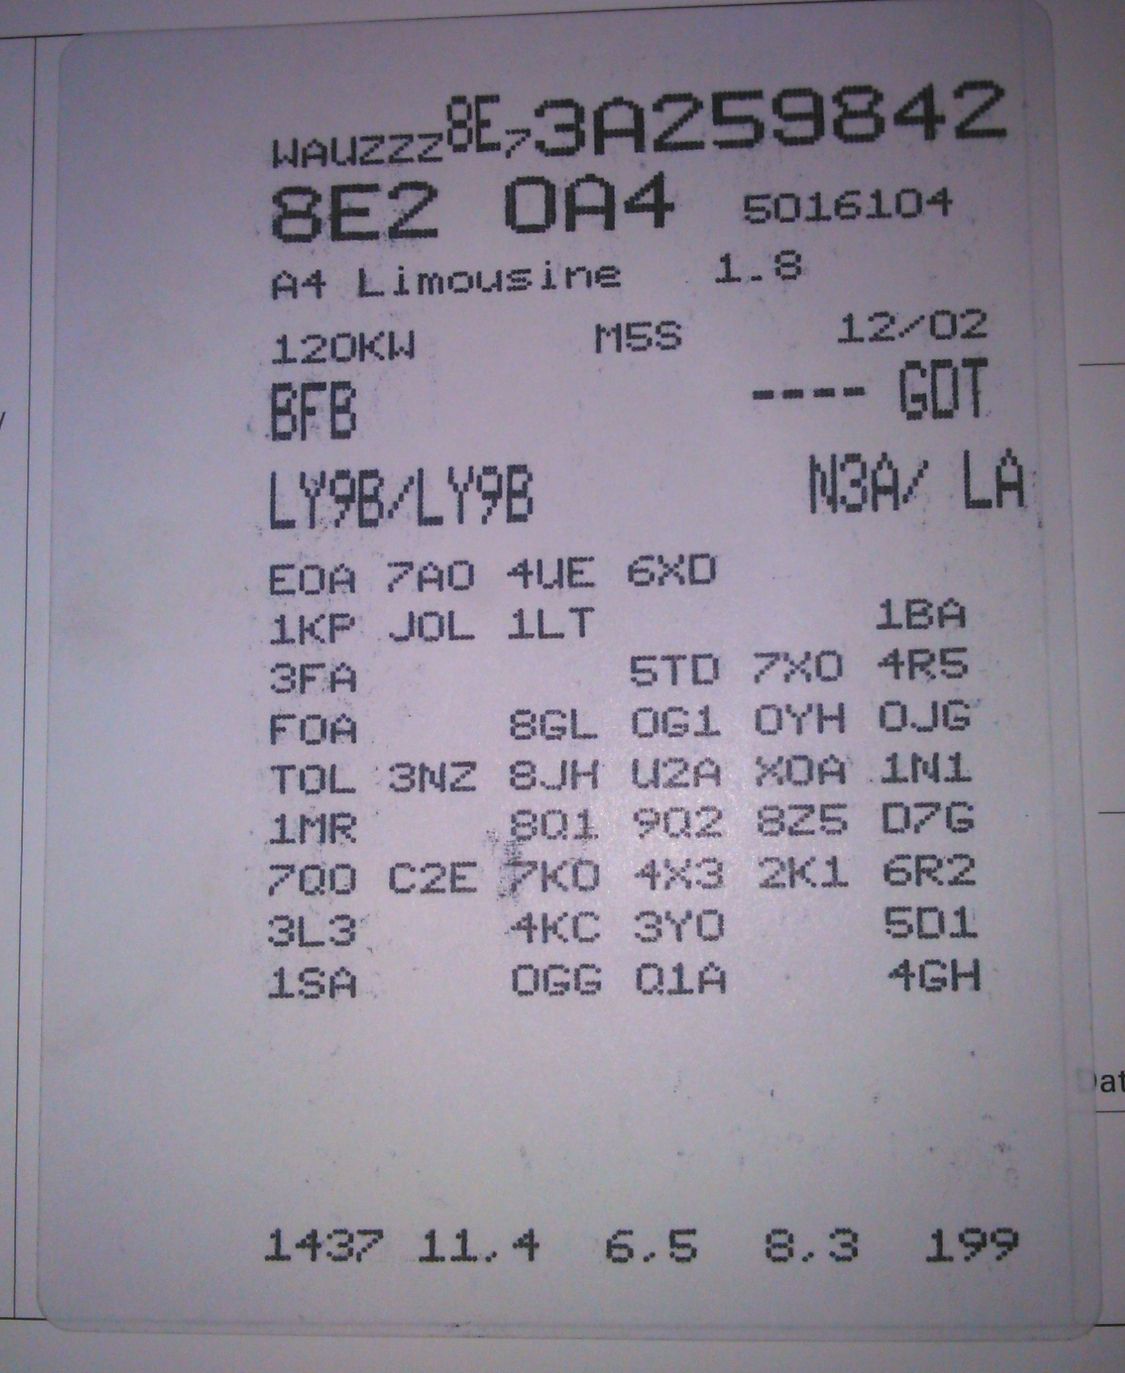 WAUZZZ8E73A259842
8E2 0A4 5016104
A4 Limousine 1.8
120KW M5S 12/02
BFB ---- GDT
LY9B/LY9B N3A/ LA
E0A 7A0 4UE 6XD
1KP J0L 1LT 1BA
3FA 5TD 7X0 4R5
F0A 8GL 0G1 0YH 0JG
T0L 3NZ 8JH U2A X0A 1N1
1MR 8Q1 9Q2 8Z5 D7G
7Q0 C2E 7K0 4X3 2K1 6R2
3L3 4KC 3Y0 5D1
1SA 0GG Q1A 4GH
Dat
1437 11.4 6.5 8.3 199